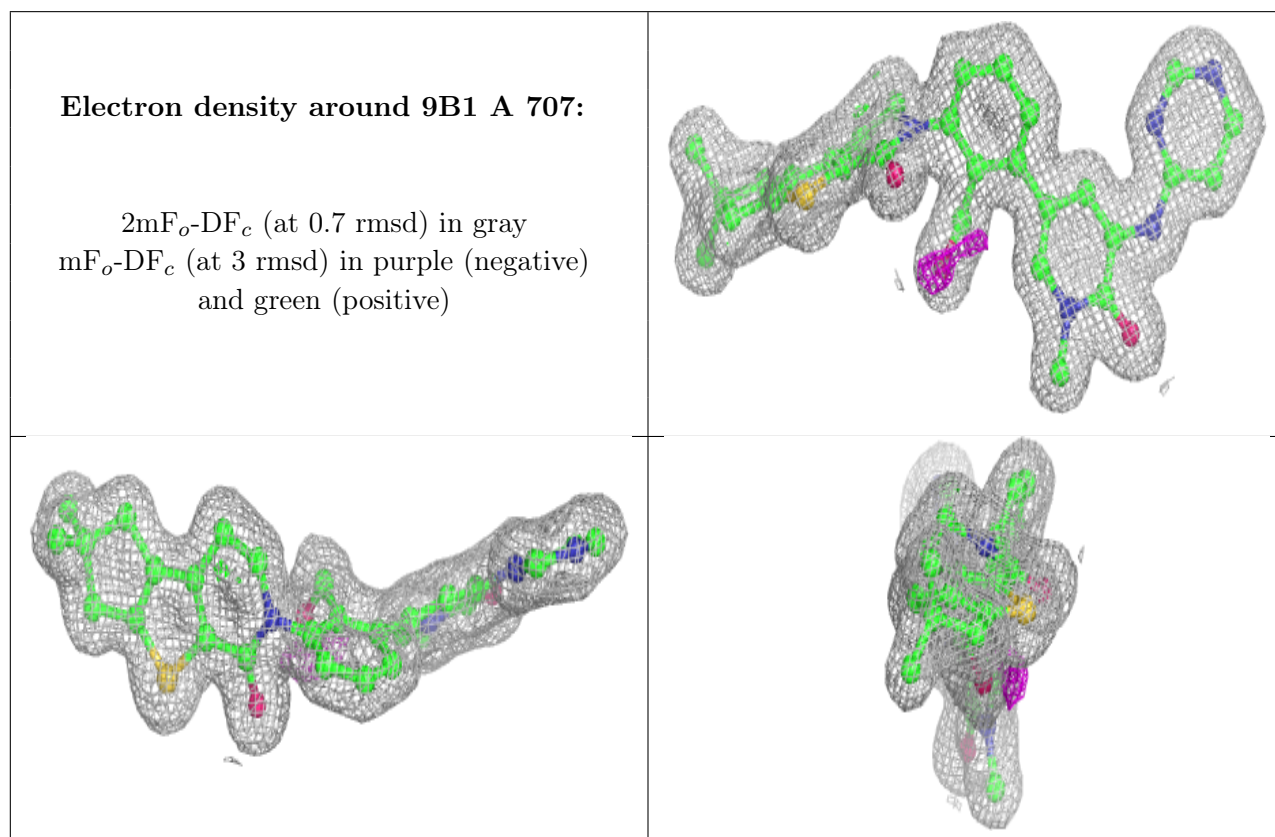 Electron density around 9B1 A 707:
2mFo-DFc (at 0.7 rmsd) in gray
mFo-DFc (at 3 rmsd) in purple (negative)
and green (positive)